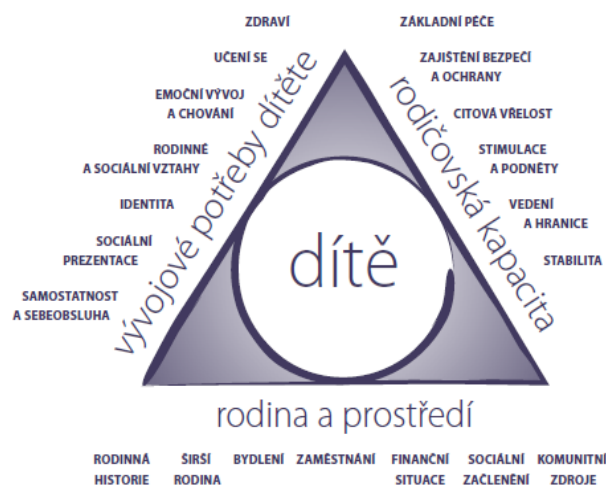 ZDRAVÍ
UČENÍ SE
EMOČNÍ VÝVOJ
A CHOVÁNÍ
RODINNÉ
A SOCIÁLNÍ VZTAHY
IDENTITA
SOCIÁLNÍ
PREZENTACE
SAMOSTATNOST
A SEBEOBSLUHA
vývojové potřeby dítěte
dítě
rodičovská kapacita
ZÁKLADNÍ PÉČE
ZAJIŠTĚNÍ BEZPEČÍ
A OCHRANY
CITOVÁ VŘELOST
STIMULACE
A PODNĚTY
VEDENÍ
A HRANICE
STABILITA
rodina a prostředí
RODINNÁ
HISTORIE
ŠIRŠÍ
RODINA
BYDLENÍ
ZAMĚSTNÁNÍ
FINANČNÍ
SITUACE
SOCIÁLNÍ
ZAČLENĚNÍ
KOMUNITNÍ
ZDROJE